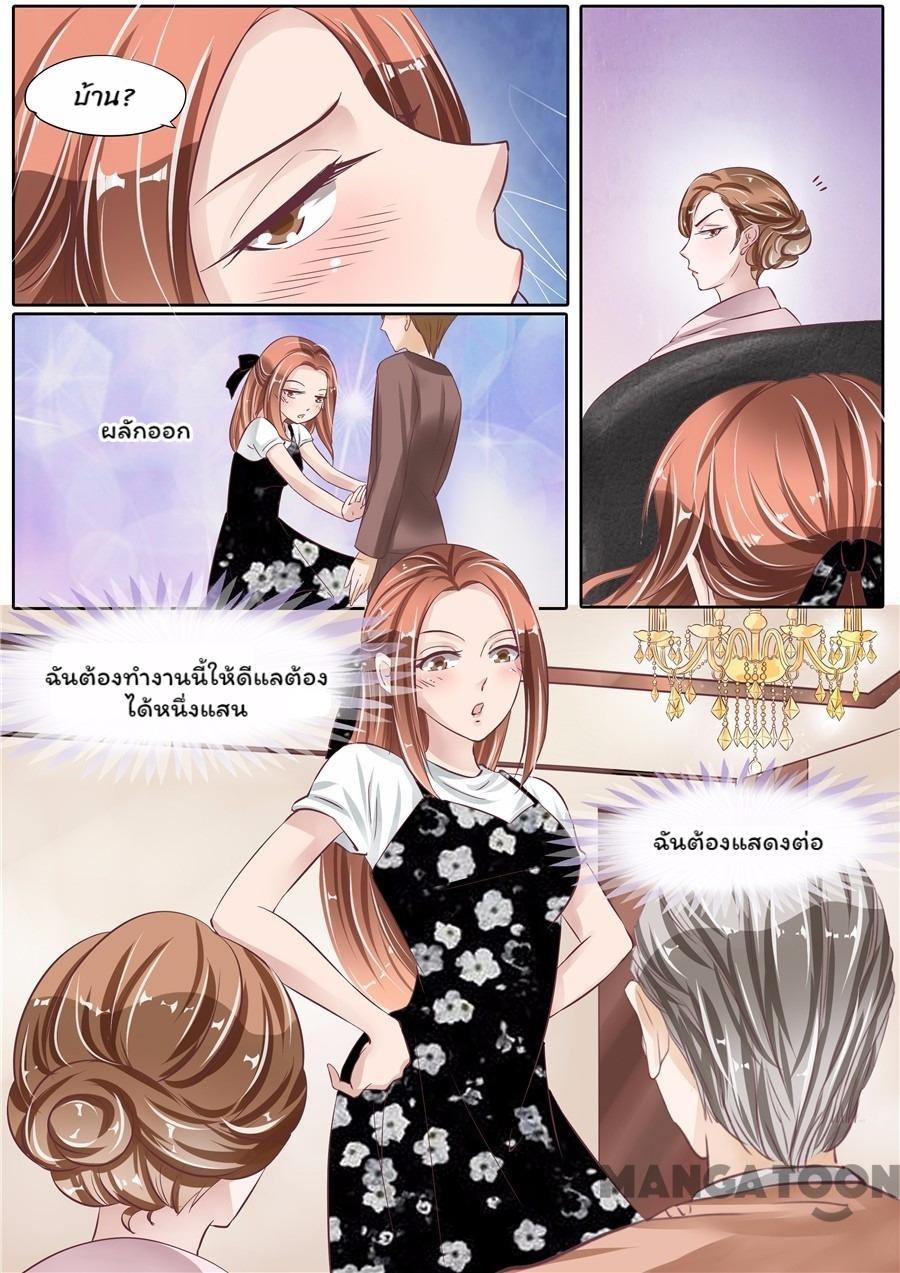 บ้าน?
ผลักออก
ฉันต้องทำงานนี้ให้ดีแลต้อง
ได้หนึ่งแสน
ฉันต้องแสดงต่อ
MANGATOON